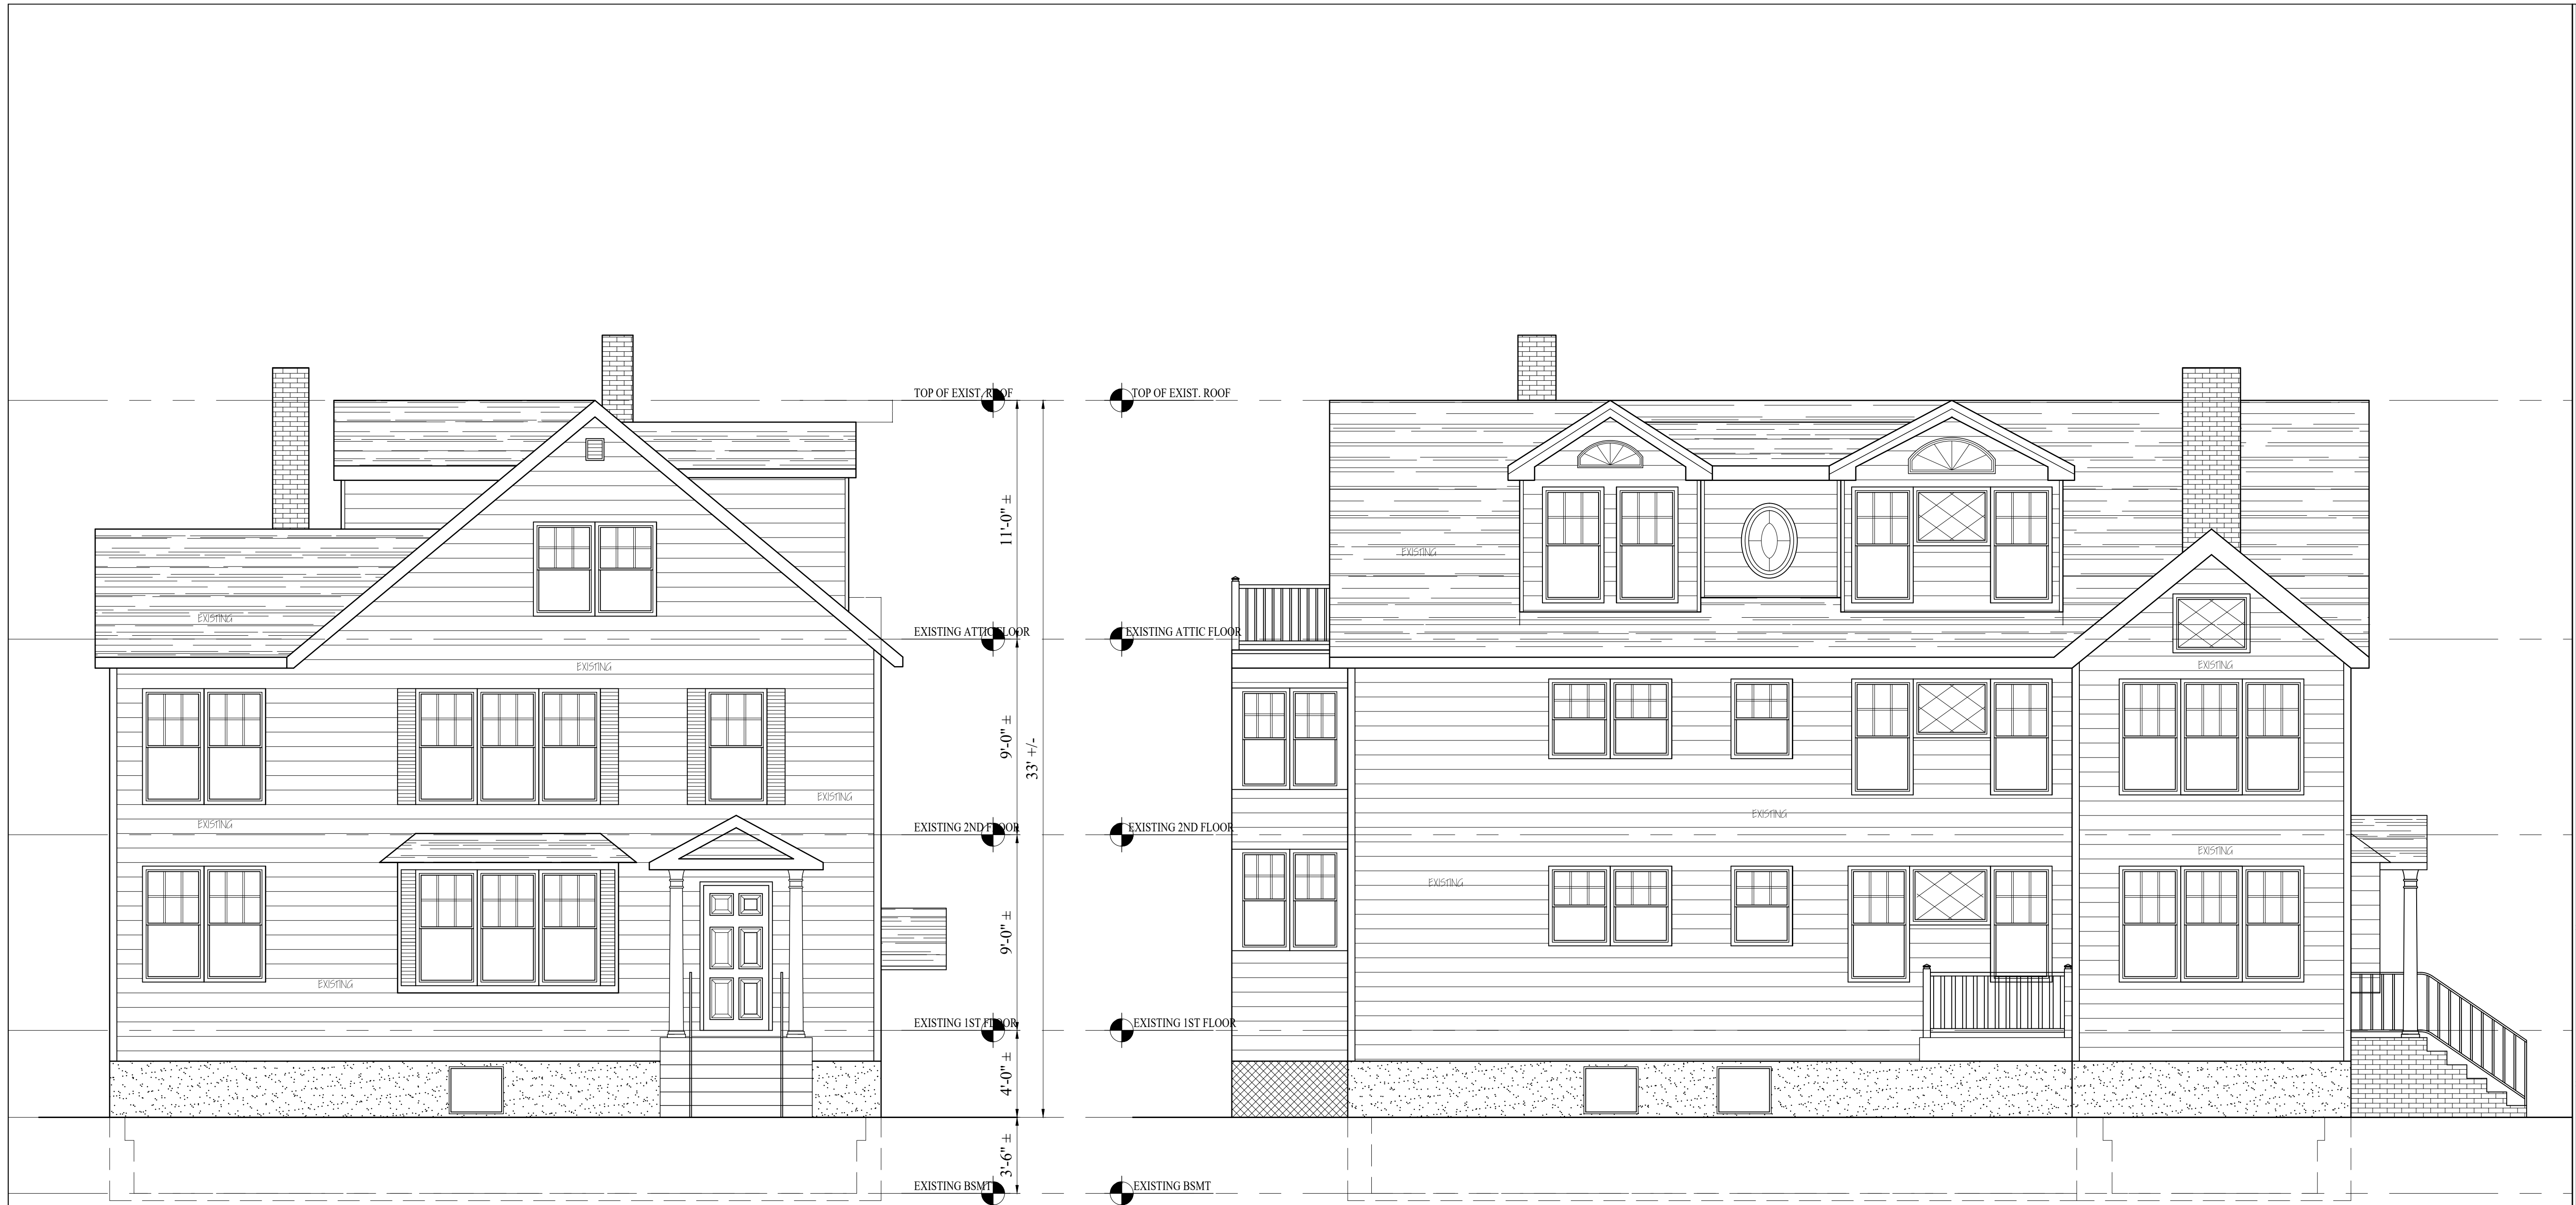 TOP OF EXIST. ROOF
TOP OF EXIST. ROOF
11'-0" ±
EXISTING
EXISTING
EXISTING ATTIC FLOOR
EXISTING ATTIC FLOOR
EXISTING
EXISTING
9'-0" ±
33' +/-
EXISTING
EXISTING
EXISTING
EXISTING 2ND FLOOR
EXISTING 2ND FLOOR
EXISTING
EXISTING
9'-0" ±
EXISTING
EXISTING 1ST FLOOR
EXISTING 1ST FLOOR
4'-0" ±
3'-6" ±
EXISTING BSMT
EXISTING BSMT